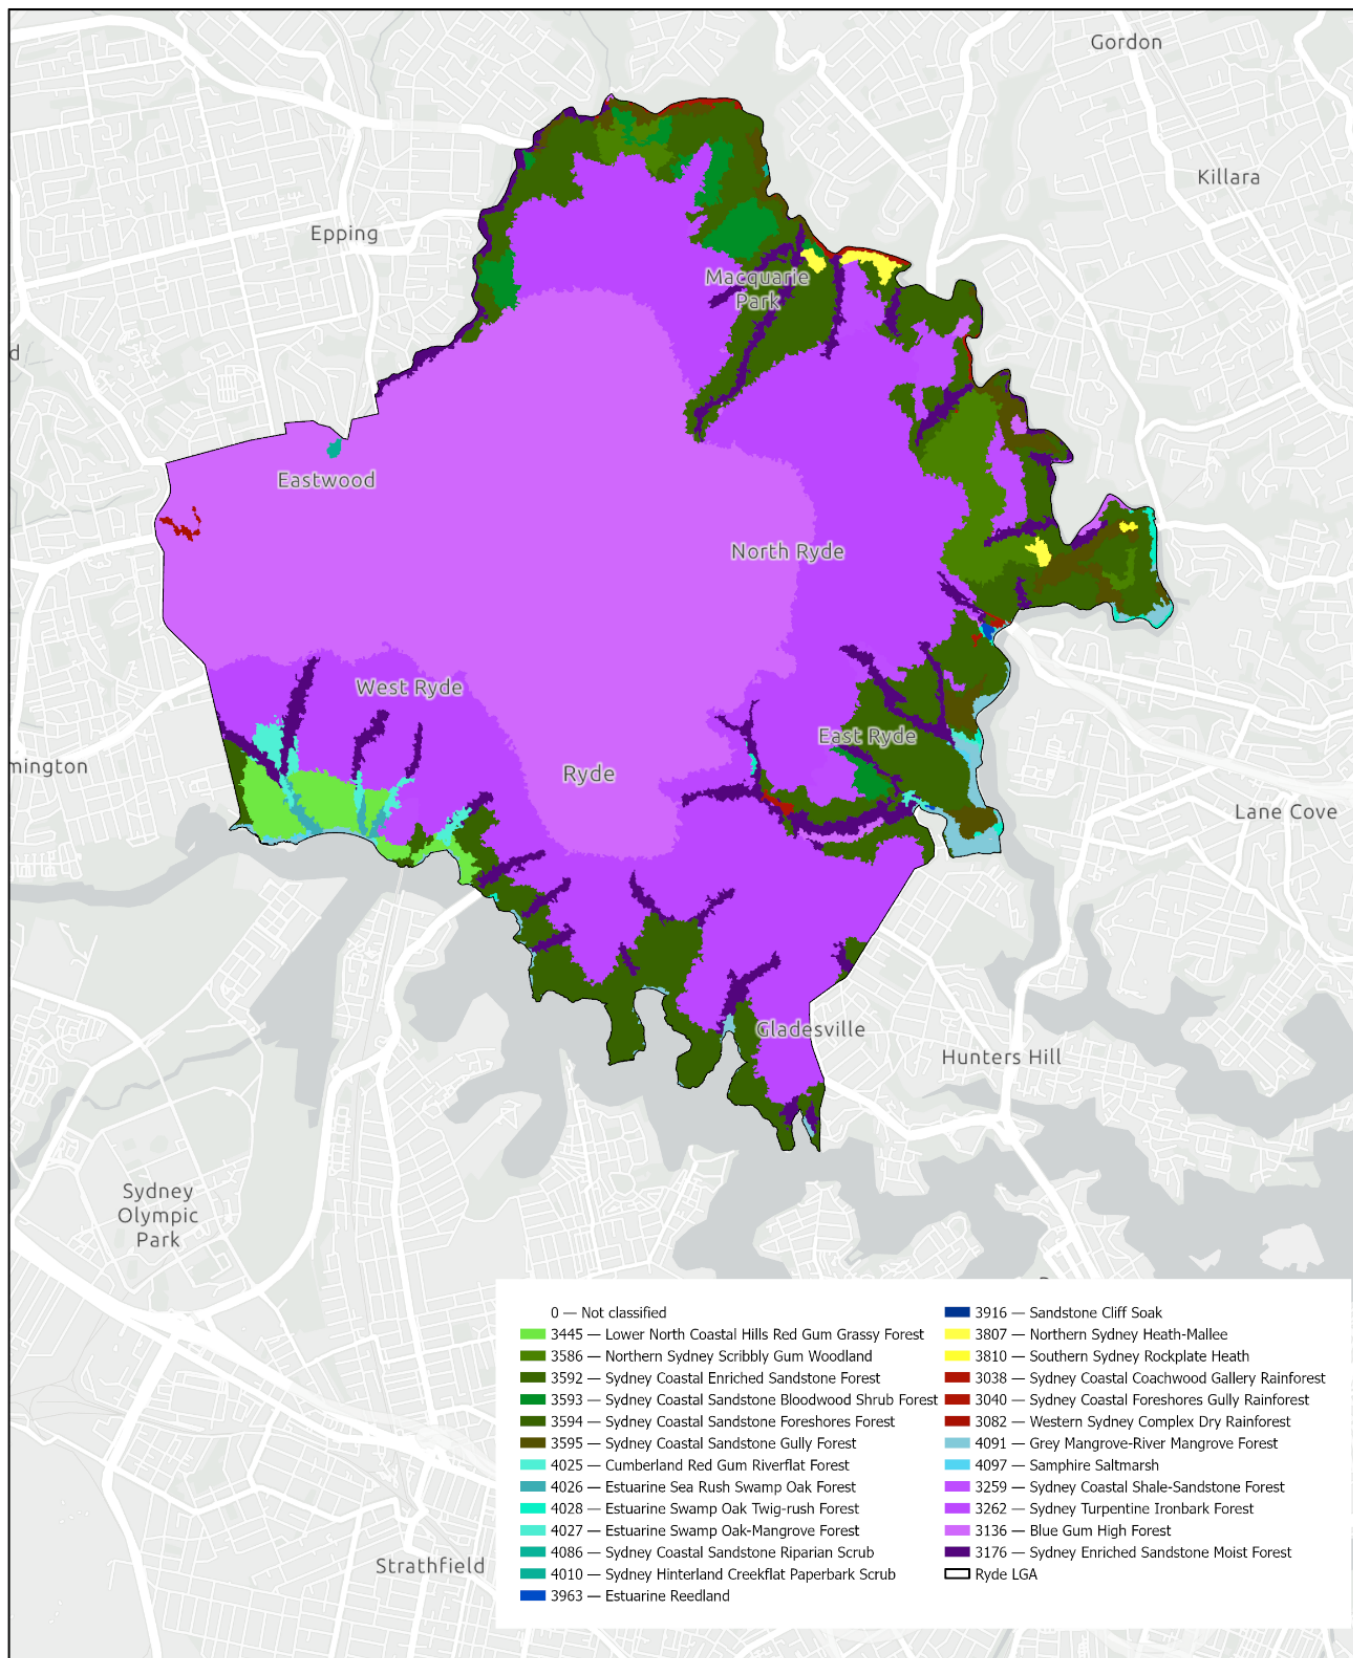 Gordon
Killara
Epping
Macquarie
Park
d
Eastwood
North Ryde
West Ryde
East Ryde
mington
Ryde
Lane Cove
Gladesville
Hunters Hill
Sydney
Olympic
Park
Strathfield
0 — Not classified
3445 — Lower North Coastal Hills Red Gum Grassy Forest
3586 — Northern Sydney Scribbly Gum Woodland
3592 — Sydney Coastal Enriched Sandstone Forest
3593 — Sydney Coastal Sandstone Bloodwood Shrub Forest
3594 — Sydney Coastal Sandstone Foreshores Forest
3595 — Sydney Coastal Sandstone Gully Forest
4025 — Cumberland Red Gum Riverflat Forest
4026 — Estuarine Sea Rush Swamp Oak Forest
4028 — Estuarine Swamp Oak Twig-rush Forest
4027 — Estuarine Swamp Oak-Mangrove Forest
4086 — Sydney Coastal Sandstone Riparian Scrub
4010 — Sydney Hinterland Creekflat Paperbark Scrub
3963 — Estuarine Reedland
3916 — Sandstone Cliff Soak
3807 — Northern Sydney Heath-Mallee
3810 — Southern Sydney Rockplate Heath
3038 — Sydney Coastal Coachwood Gallery Rainforest
3040 — Sydney Coastal Foreshores Gully Rainforest
3082 — Western Sydney Complex Dry Rainforest
4091 — Grey Mangrove-River Mangrove Forest
4097 — Samphire Saltmarsh
3259 — Sydney Coastal Shale-Sandstone Forest
3262 — Sydney Turpentine Ironbark Forest
3136 — Blue Gum High Forest
3176 — Sydney Enriched Sandstone Moist Forest
Ryde LGA